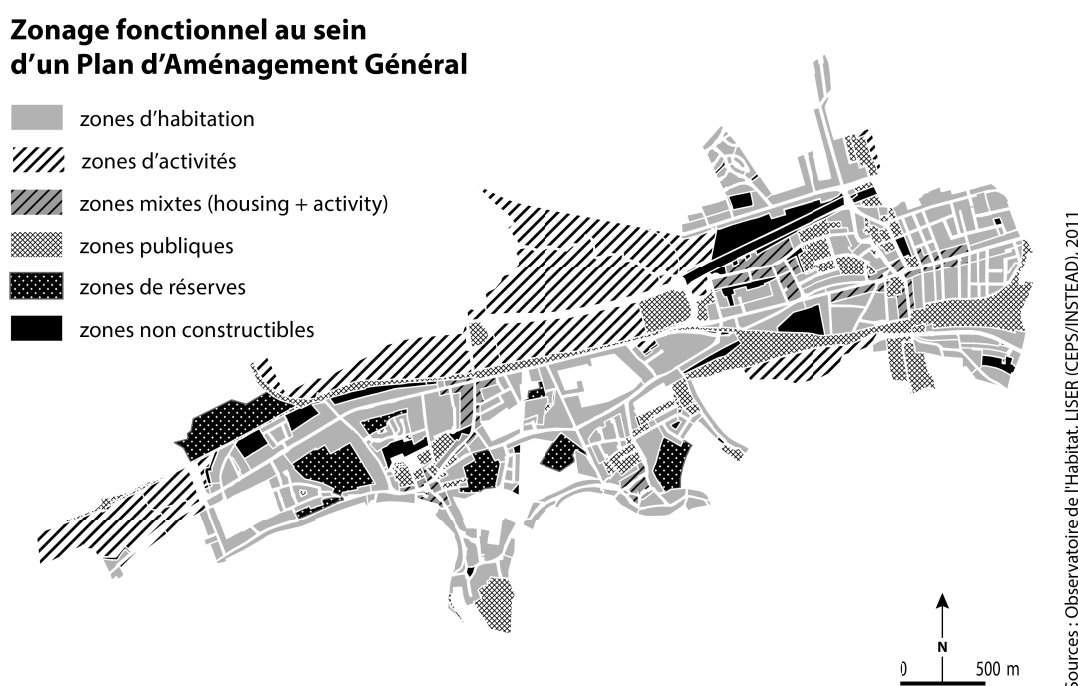 Zonage fonctionnel au sein
d'un Plan d'Aménagement Général
zones d'habitation
zones d'activités
zones mixtes (housing + activity)
zones publiques
zones de réserves
zones non constructibles
Sources : Observatoire de l'Habitat, LISER (CEPS/INSTEAD), 2011
N
0 500 m